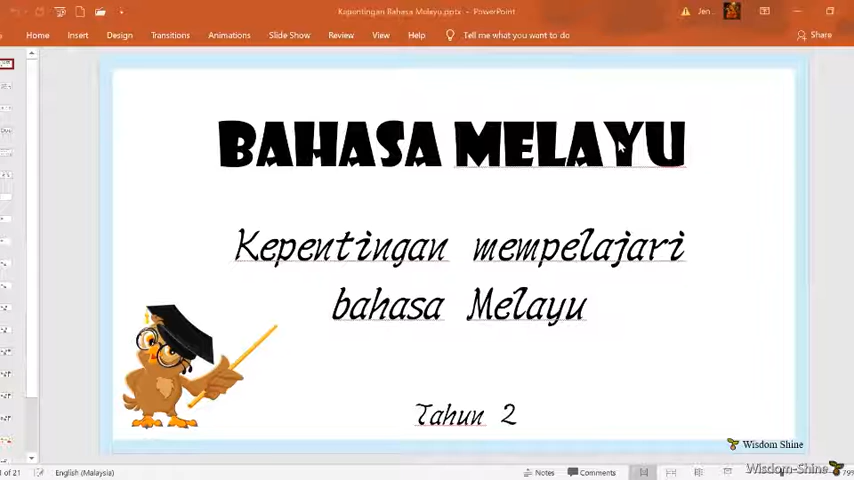 Kepentingan Bahasa Melayu.pptx - PowerPoint
Jen...
Home Insert Design Transitions Animations Slide Show Review View Help Tell me what you want to do Share
BAHASA MELAYU
Kepentingan mempelajari
bahasa Melayu
Tahun 2
Wisdom Shine
Wisdom-Shine
of 21 English (Malaysia) Notes Comments 79%